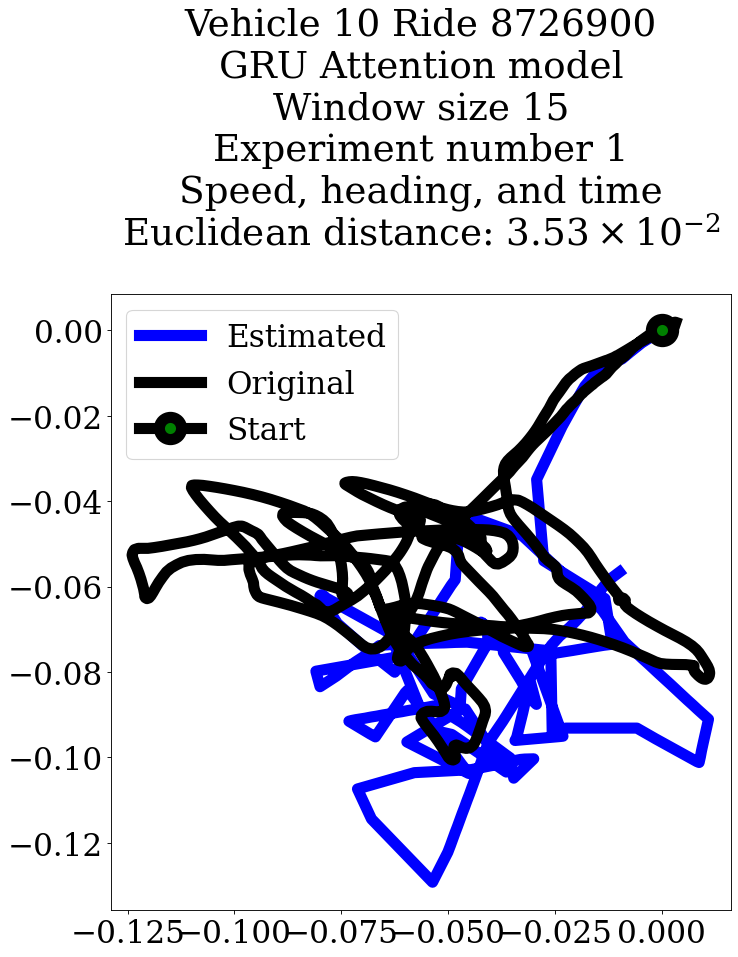 Vehicle 10 Ride 8726900
GRU Attention model
Window size 15
Experiment number 1
Speed, heading, and time
Euclidean distance: 3.53 × 10⁻²
Estimated
Original
Start
0.00
−0.02
−0.04
−0.06
−0.08
−0.10
−0.12
−0.125 −0.100 −0.075 −0.050 −0.025 0.000